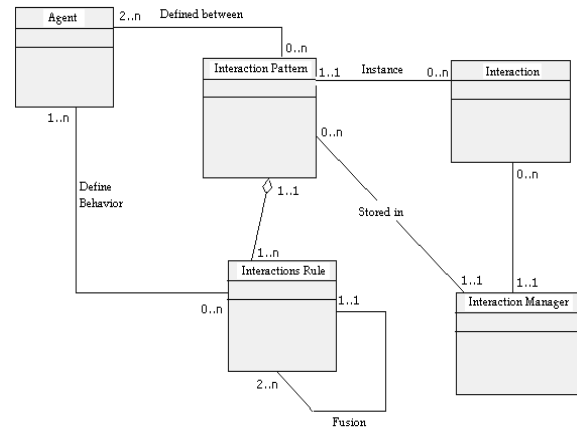 Agent
2..n
Defined between
0..n
Interaction Pattern
1..1
Instance
0..n
Interaction
1..n
0..n
0..n
Define
Behavior
1..1
Stored in
1..n
1..1
1..1
Interactions Rule
0..n
1..1
Interaction Manager
2..n
Fusion